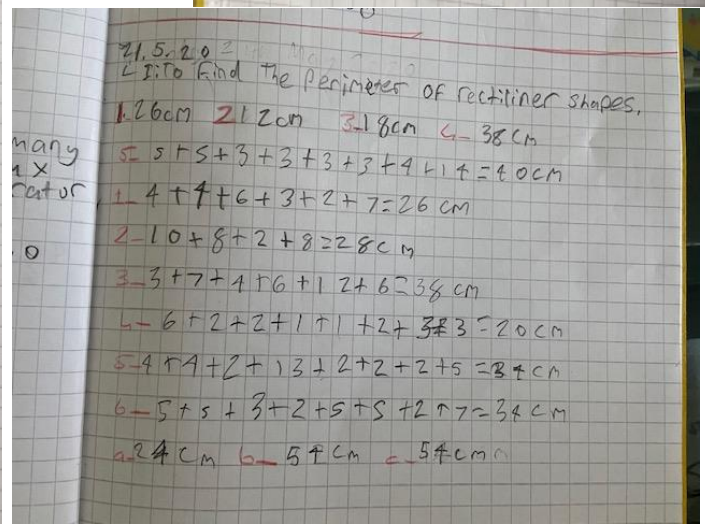 21.5.20
LI: To Find The Perimeter of rectiliner shapes.
1. 26cm 2 12cm 3-18cm 4- 38cm
many
x
5- 5+5+3+3+3+3+4+14=40cm
rator
1- 4+4+6+3+2+7=26 cm
2-10+8+2+8=28cm
0
3-3+7+4+6+12+6=38 cm
4- 6+2+2+1+1+2+3+3=20cm
5-4+4+2+13+2+2+2+5=34cm
6-5+5+3+2+5+5+2+7=34cm
a-24cm b- 54cm c-54cm